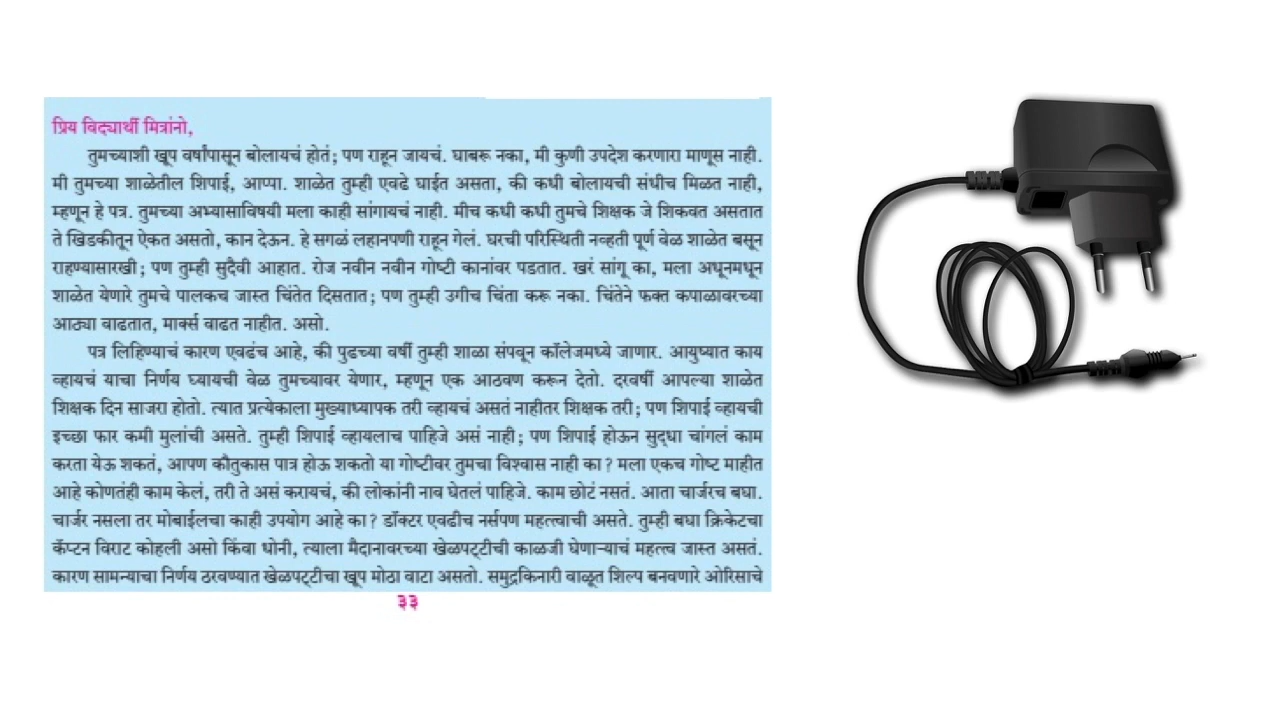 प्रिय विद्यार्थी मित्रांनो,
तुमच्याशी खूप वर्षांपासून बोलायचं होतं; पण राहून जायचं. घाबरू नका, मी कुणी उपदेश करणारा माणूस नाही.
मी तुमच्या शाळेतील शिपाई, आप्पा. शाळेत तुम्ही एवढे घाईत असता, की कधी बोलायची संधीच मिळत नाही,
म्हणून हे पत्र. तुमच्या अभ्यासाविषयी मला काही सांगायचं नाही. मीच कधी कधी तुमचे शिक्षक जे शिकवत असतात
ते खिडकीतून ऐकत असतो, कान देऊन. हे सगळं लहानपणी राहून गेलं. घरची परिस्थिती नव्हती पूर्ण वेळ शाळेत बसून
राहण्यासारखी; पण तुम्ही सुदैवी आहात. रोज नवीन नवीन गोष्टी कानांवर पडतात. खरं सांगू का, मला अधूनमधून
शाळेत येणारे तुमचे पालकच जास्त चिंतेत दिसतात; पण तुम्ही उगीच चिंता करू नका. चिंतेने फक्त कपाळावरच्या
आठ्या वाढतात, मार्क्स वाढत नाहीत. असो.
पत्र लिहिण्याचं कारण एवढंच आहे, की पुढच्या वर्षी तुम्ही शाळा संपवून कॉलेजमध्ये जाणार. आयुष्यात काय
व्हायचं याचा निर्णय घ्यायची वेळ तुमच्यावर येणार, म्हणून एक आठवण करून देतो. दरवर्षी आपल्या शाळेत
शिक्षक दिन साजरा होतो. त्यात प्रत्येकाला मुख्याध्यापक तरी व्हायचं असतं नाहीतर शिक्षक तरी; पण शिपाई व्हायची
इच्छा फार कमी मुलांची असते. तुम्ही शिपाई व्हायलाच पाहिजे असं नाही; पण शिपाई होऊन सुद्धा चांगलं काम
करता येऊ शकतं, आपण कौतुकास पात्र होऊ शकतो या गोष्टीवर तुमचा विश्वास नाही का? मला एकच गोष्ट माहीत
आहे कोणतंही काम केलं, तरी ते असं करायचं, की लोकांनी नाव घेतलं पाहिजे. काम छोटं नसतं. आता चार्जरच बघा.
चार्जर नसला तर मोबाईलचा काही उपयोग आहे का? डॉक्टर एवढीच नर्सपण महत्त्वाची असते. तुम्ही बघा क्रिकेटचा
कॅप्टन विराट कोहली असो किंवा धोनी, त्याला मैदानावरच्या खेळपट्टीची काळजी घेणाऱ्याचं महत्त्व जास्त असतं.
कारण सामन्याचा निर्णय ठरवण्यात खेळपट्टीचा खूप मोठा वाटा असतो. समुद्रकिनारी वाळूत शिल्प बनवणारे ओरिसाचे
३३